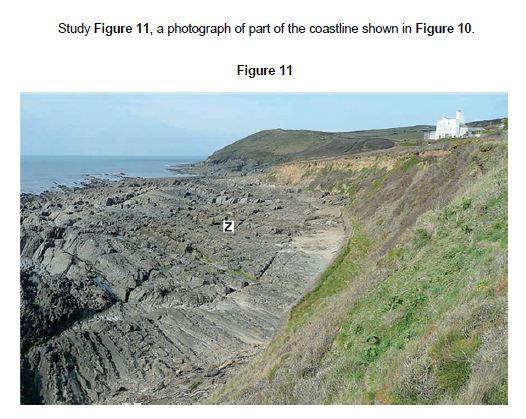 Study Figure 11, a photograph of part of the coastline shown in Figure 10.
Figure 11
Z